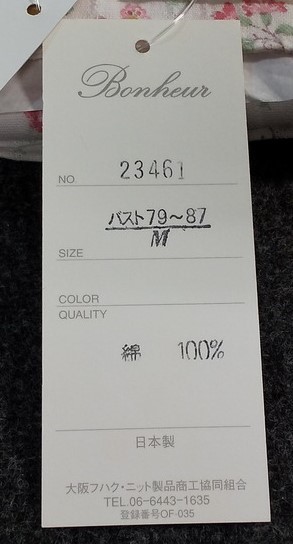 Bonheur
NO. 23461
バスト79～87
SIZE M
COLOR
QUALITY
綿 100%
日本製
大阪フハク・ニット製品商工協同組合
TEL.06-6443-1635
登録番号OF-035